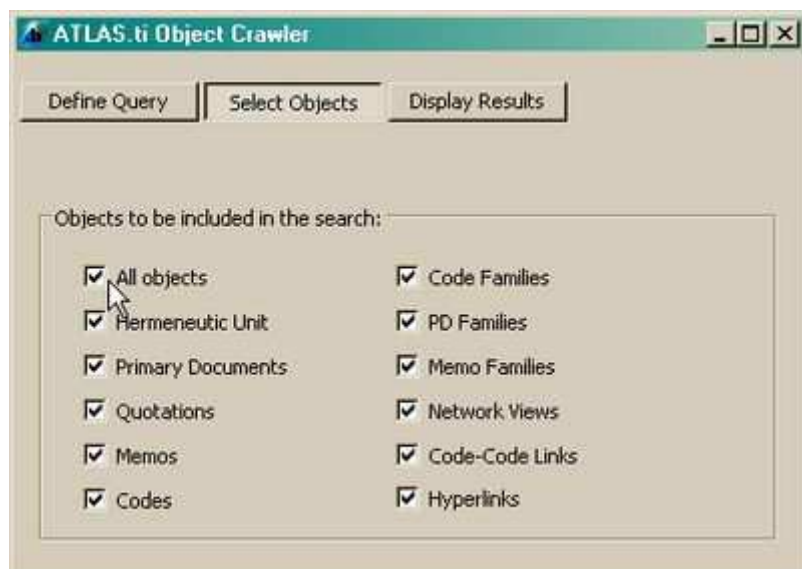 ATLAS.ti Object Crawler
Define Query Select Objects Display Results
Objects to be included in the search:
All objects
Hermeneutic Unit
Primary Documents
Quotations
Memos
Codes
Code Families
PD Families
Memo Families
Network Views
Code-Code Links
Hyperlinks